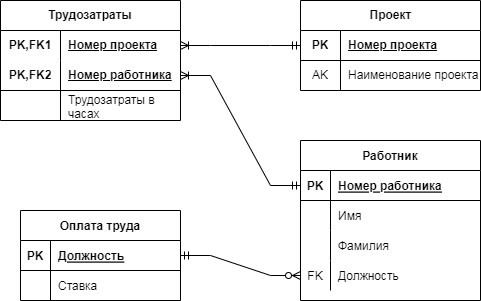 Трудозатраты
PK,FK1 Номер проекта
PK,FK2 Номер работника
Трудозатраты в
часах
Проект
PK Номер проекта
AK Наименование проекта
Работник
PK Номер работника
Имя
Фамилия
FK Должность
Оплата труда
PK Должность
Ставка